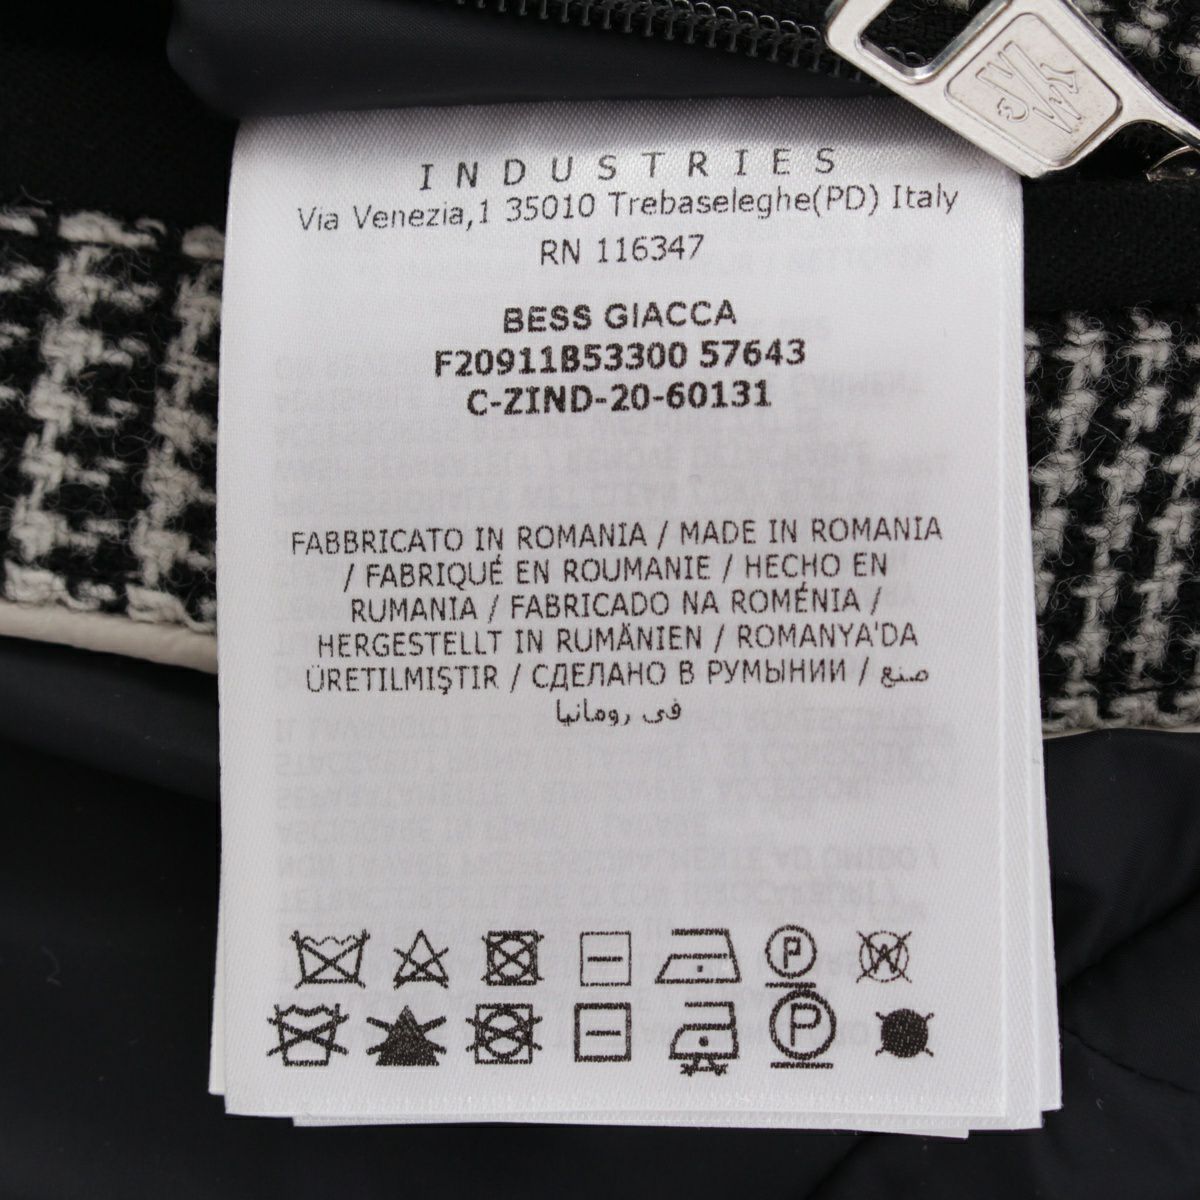 INDUSTRIES
Via Venezia,1 35010 Trebaseleghe(PD) Italy
RN 116347
BESS GIACCA
F20911B53300 57643
C-ZIND-20-60131
FABBRICATO IN ROMANIA / MADE IN ROMANIA
/ FABRIQUÉ EN ROUMANIE / HECHO EN
RUMANIA / FABRICADO NA ROMÉNIA /
HERGESTELLT IN RUMÄNIEN / ROMANYA'DA
ÜRETILMIŞTIR / СДЕЛАНО В РУМЫНИИ / صنع
في رومانيا
P W
P